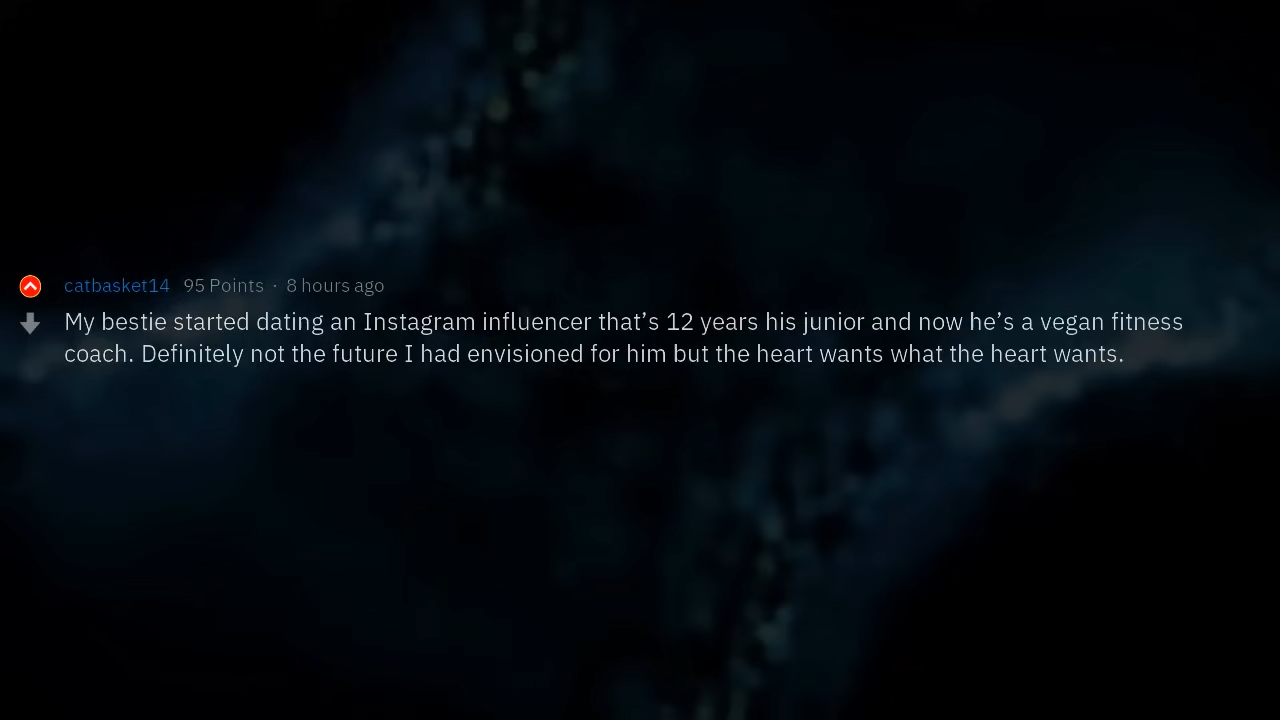 catbasket14 95 Points · 8 hours ago
My bestie started dating an Instagram influencer that’s 12 years his junior and now he’s a vegan fitness
coach. Definitely not the future I had envisioned for him but the heart wants what the heart wants.